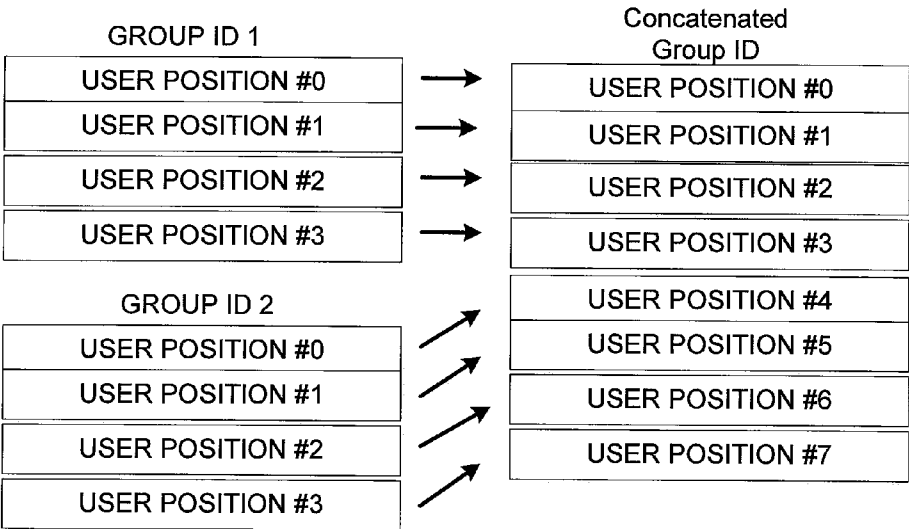 GROUP ID 1
USER POSITION #0
USER POSITION #1
USER POSITION #2
USER POSITION #3
GROUP ID 2
USER POSITION #0
USER POSITION #1
USER POSITION #2
USER POSITION #3
Concatenated
Group ID
USER POSITION #0
USER POSITION #1
USER POSITION #2
USER POSITION #3
USER POSITION #4
USER POSITION #5
USER POSITION #6
USER POSITION #7